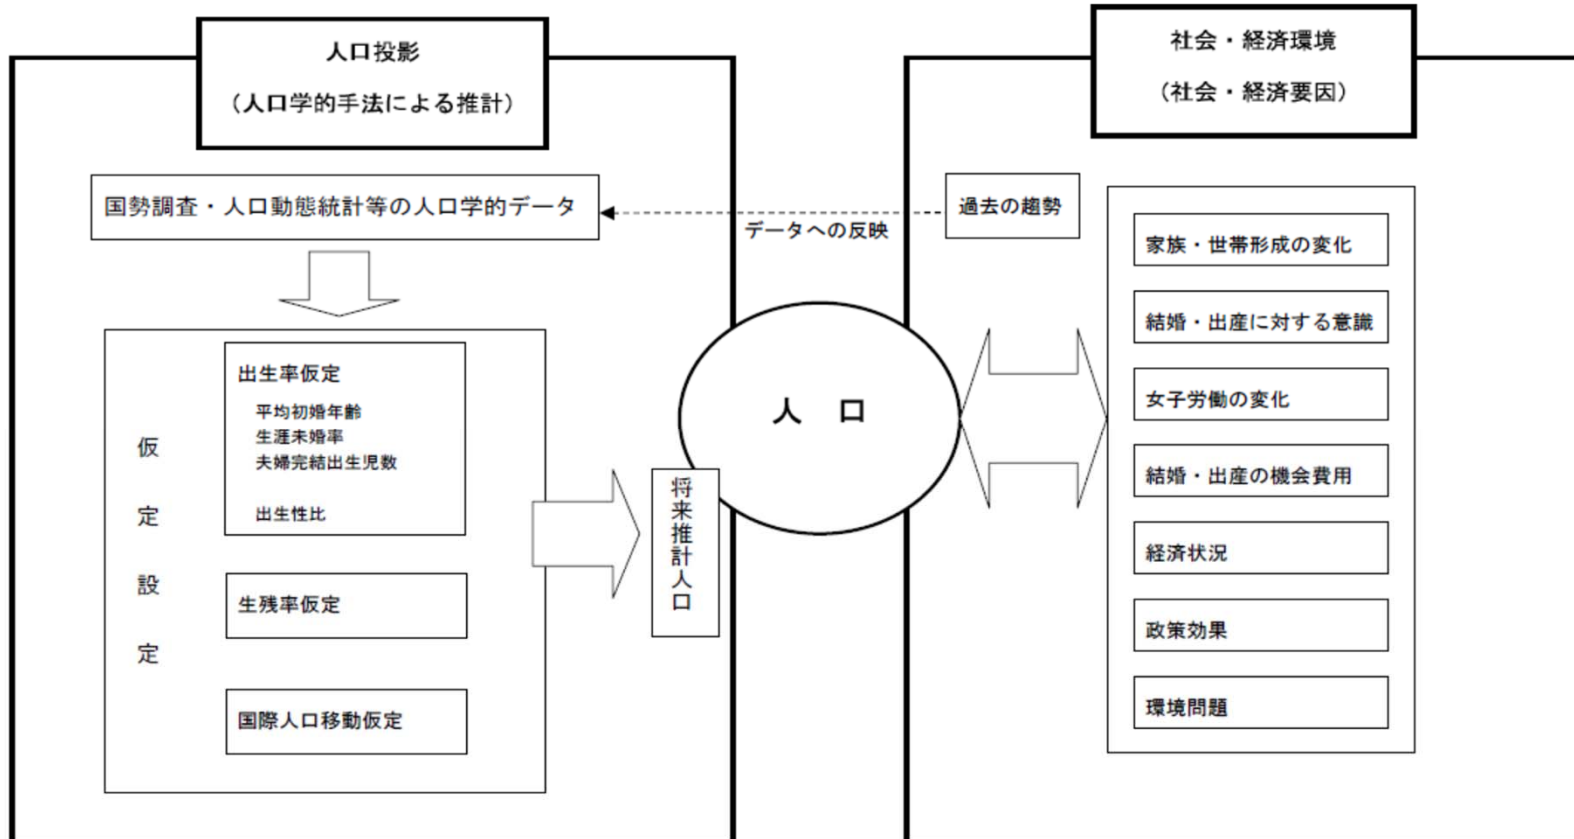 人口投影
（人口学的手法による推計）
国勢調査・人口動態統計等の人口学的データ
仮定設定
出生率仮定
平均初婚年齢
生涯未婚率
夫婦完結出生児数
出生性比
生残率仮定
国際人口移動仮定
将来推計人口
人 口
データへの反映
社会・経済環境
（社会・経済要因）
過去の趨勢
家族・世帯形成の変化
結婚・出産に対する意識
女子労働の変化
結婚・出産の機会費用
経済状況
政策効果
環境問題